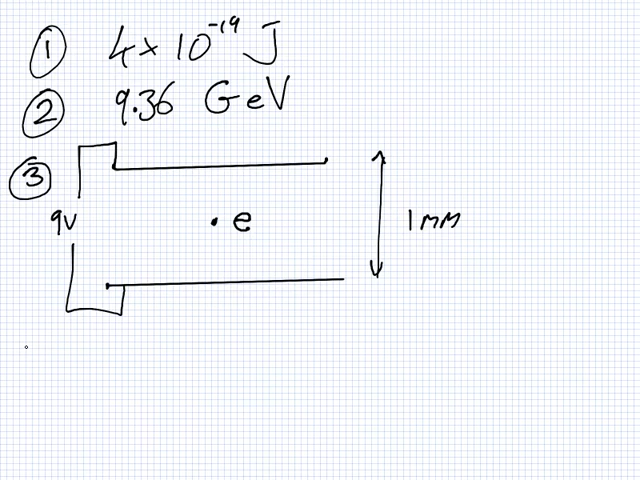 ① 4 × 10⁻¹⁹ J
② 9.36 GeV
③
9V
e
1mm